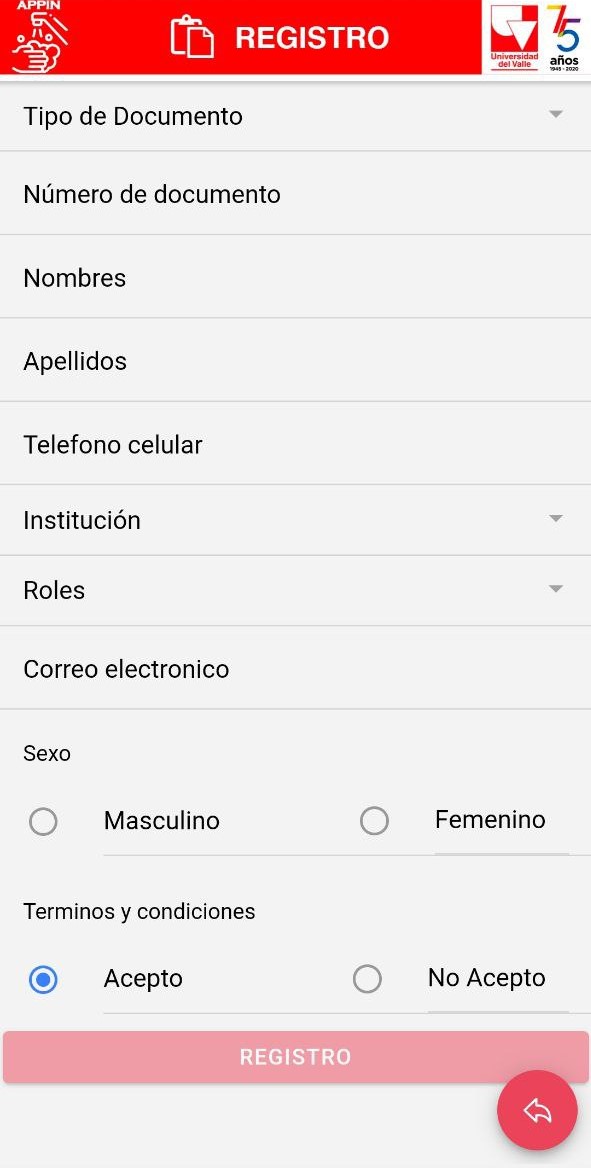 APPIN
REGISTRO
Universidad
del Valle
75
años
1945 - 2020
Tipo de Documento
Número de documento
Nombres
Apellidos
Telefono celular
Institución
Roles
Correo electronico
Sexo
Masculino
Femenino
Terminos y condiciones
Acepto
No Acepto
REGISTRO